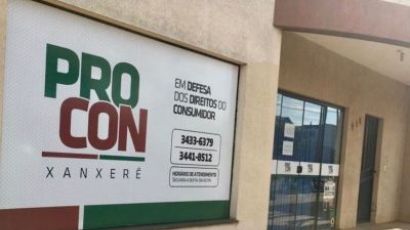 PRO
CON
XANXERÊ
EM DEFESA
DOS DIREITOS DO
CONSUMIDOR
3433-6379
3441-8512
HORÁRIO DE ATENDIMENTO